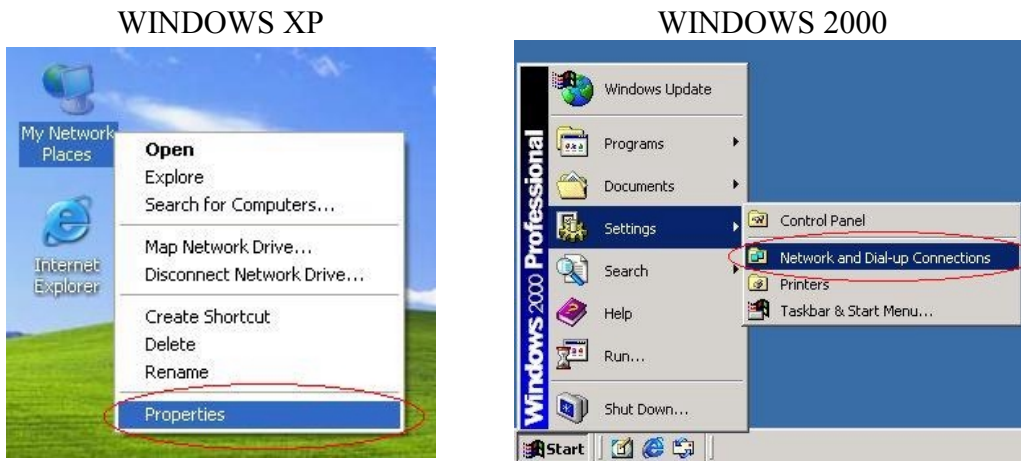 WINDOWS XP
My Network
Places
Internet
Explorer
Open
Explore
Search for Computers...
Map Network Drive...
Disconnect Network Drive...
Create Shortcut
Delete
Rename
Properties
WINDOWS 2000
Windows 2000 Professional
Windows Update
Programs
Documents
Settings
Search
Help
Run...
Shut Down...
Control Panel
Network and Dial-up Connections
Printers
Taskbar & Start Menu...
Start